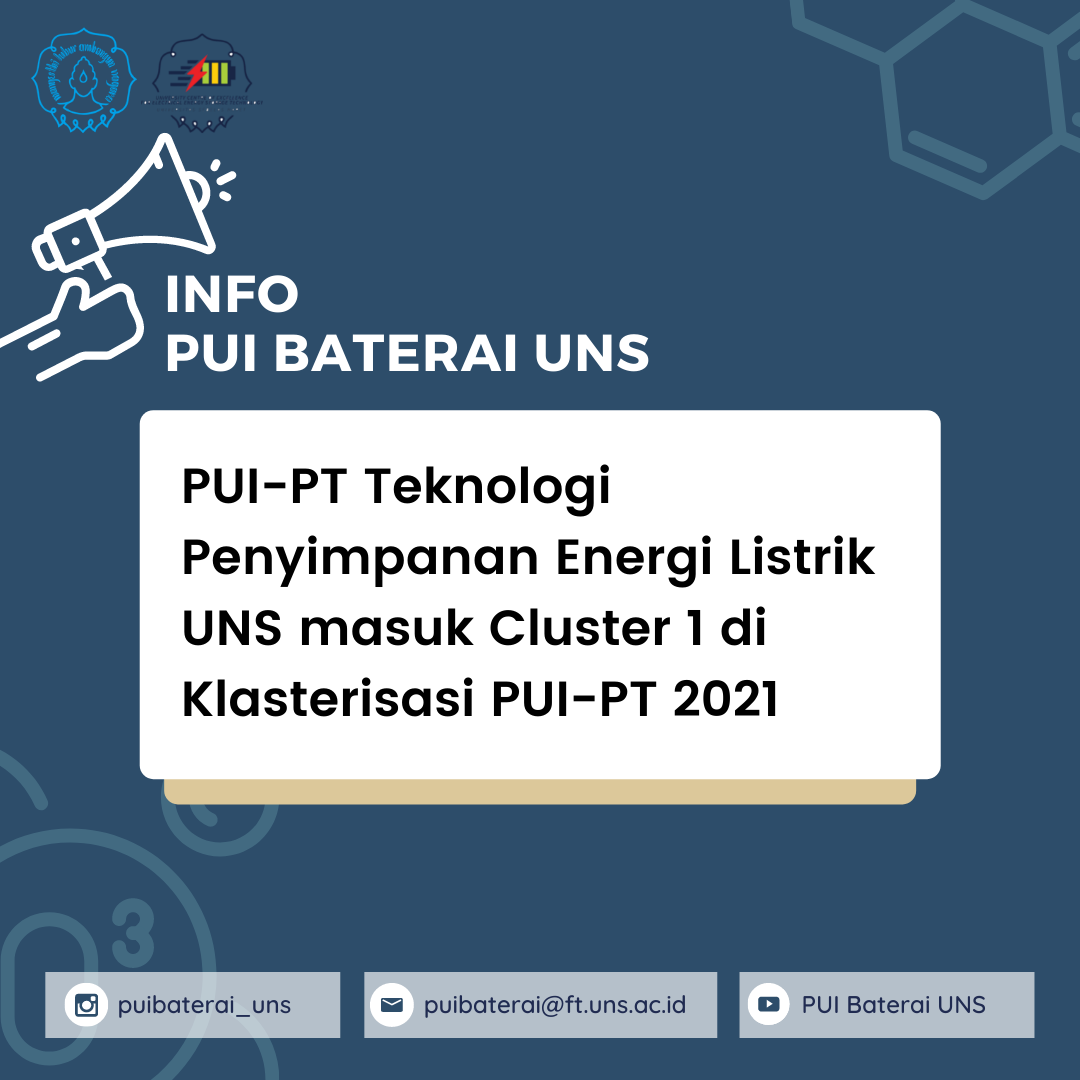 INFO
PUI BATERAI UNS
PUI-PT Teknologi
Penyimpanan Energi Listrik
UNS masuk Cluster 1 di
Klasterisasi PUI-PT 2021
O³
puibaterai_uns
puibaterai@ft.uns.ac.id
PUI Baterai UNS